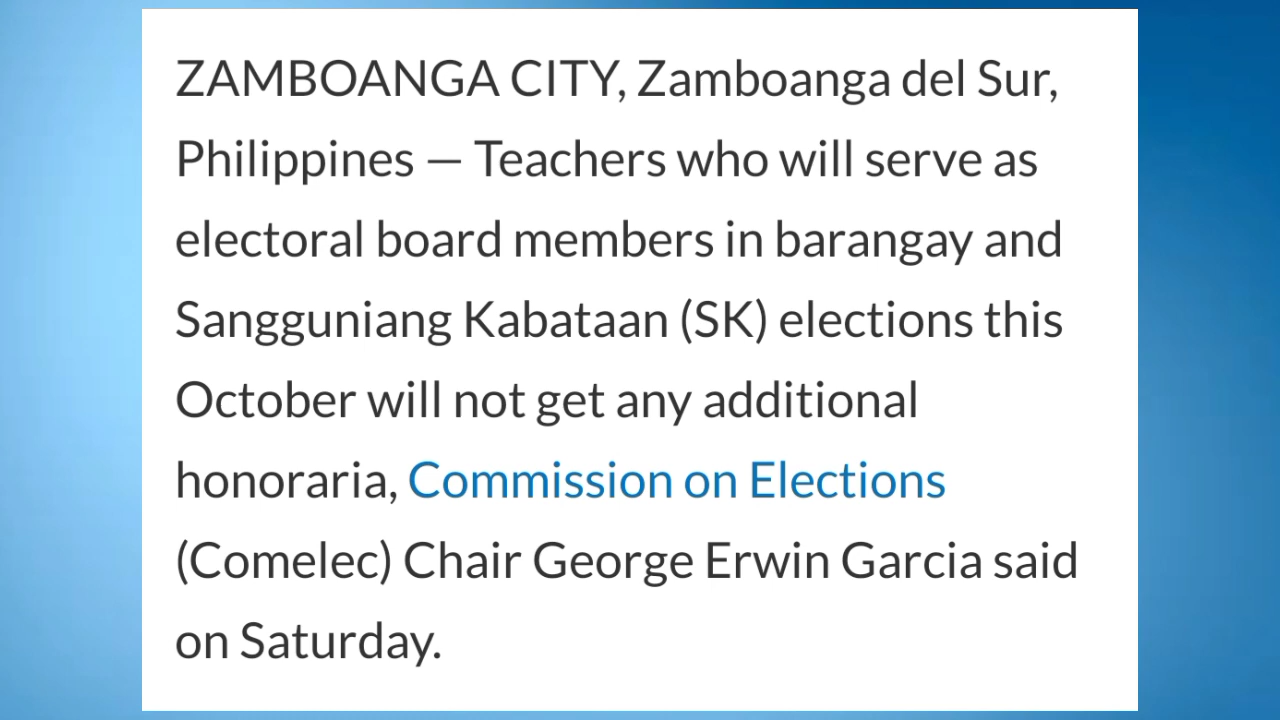 ZAMBOANGA CITY, Zamboanga del Sur,
Philippines — Teachers who will serve as
electoral board members in barangay and
Sangguniang Kabataan (SK) elections this
October will not get any additional
honoraria, Commission on Elections
(Comelec) Chair George Erwin Garcia said
on Saturday.